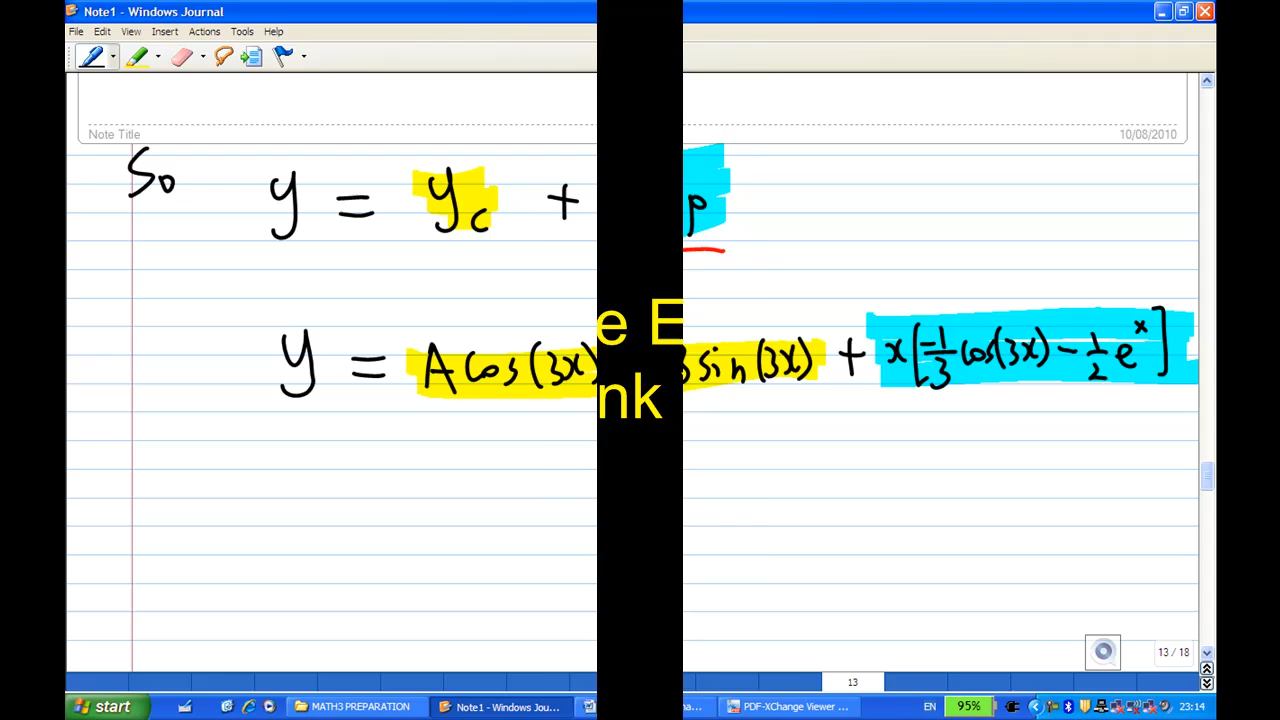 Note1 - Windows Journal
File Edit View Insert Actions Tools Help
Note Title
10/08/2010
So y = y_c + p
e E
nk
y = A cos(3x) sin(3x) + x[-1/3 cos(3x) - 1/2 e^x]
13 / 18
13
start MATH3 PREPARATION Note1 - Windows Jou... PDF-XChange Viewer ... EN 95% 23:14